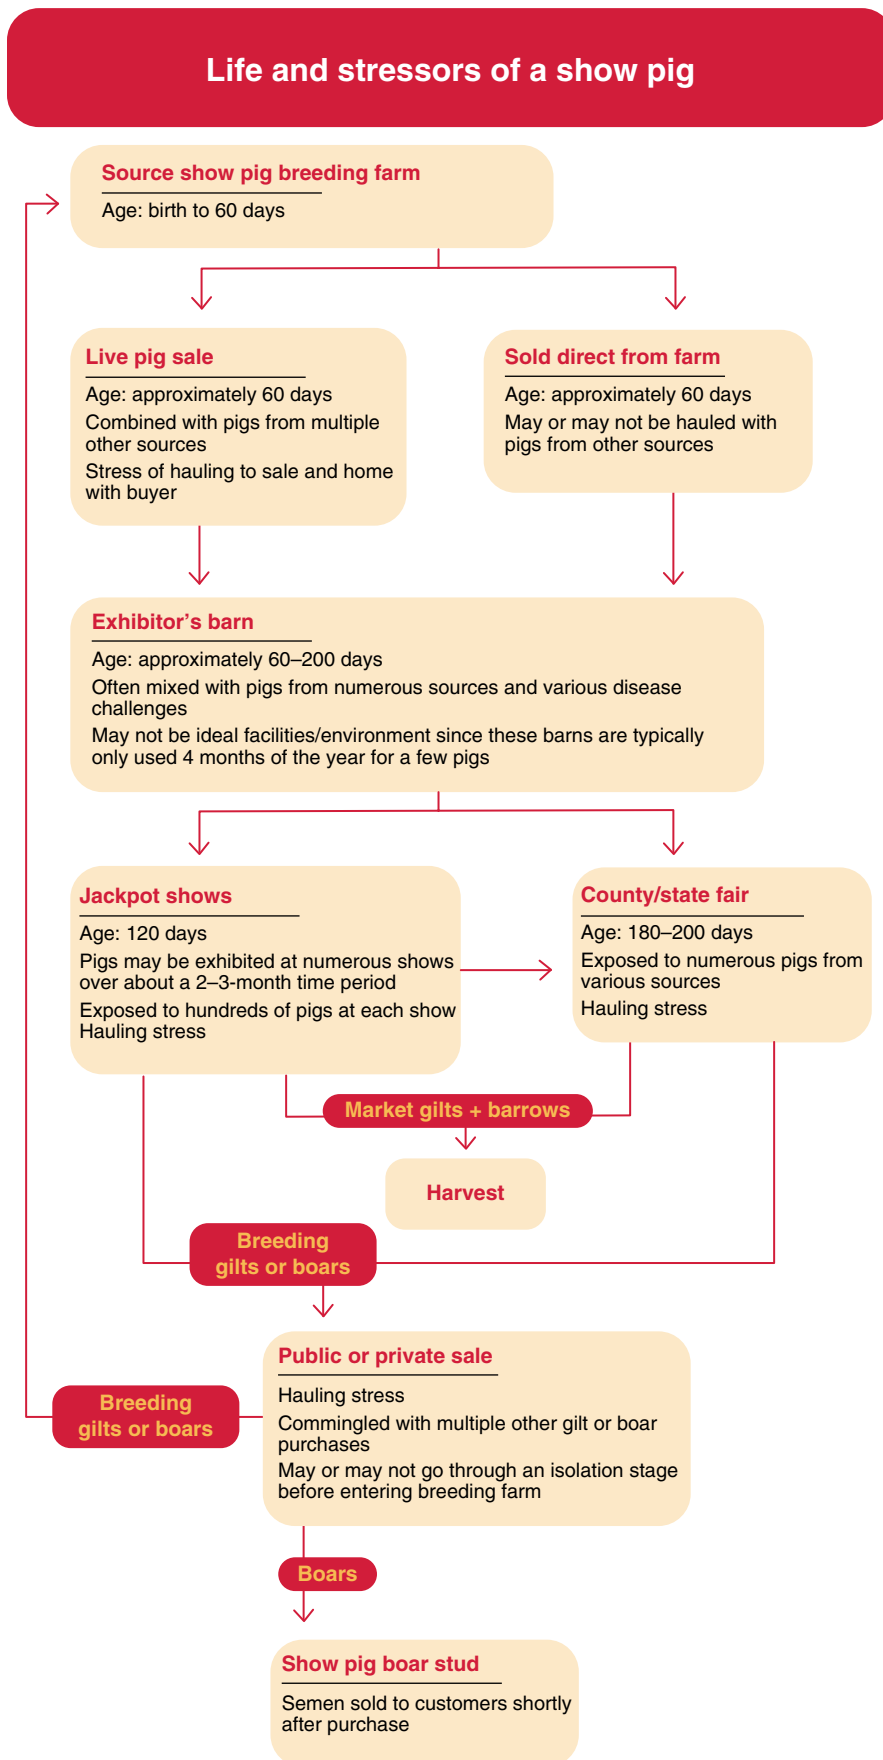 Life and stressors of a show pig
Source show pig breeding farm
Age: birth to 60 days
Live pig sale
Age: approximately 60 days
Combined with pigs from multiple
other sources
Stress of hauling to sale and home
with buyer
Sold direct from farm
Age: approximately 60 days
May or may not be hauled with
pigs from other sources
Exhibitor’s barn
Age: approximately 60–200 days
Often mixed with pigs from numerous sources and various disease
challenges
May not be ideal facilities/environment since these barns are typically
only used 4 months of the year for a few pigs
Jackpot shows
Age: 120 days
Pigs may be exhibited at numerous shows
over about a 2–3-month time period
Exposed to hundreds of pigs at each show
Hauling stress
County/state fair
Age: 180–200 days
Exposed to numerous pigs from
various sources
Hauling stress
Market gilts + barrows
Harvest
Breeding
gilts or boars
Public or private sale
Hauling stress
Commingled with multiple other gilt or boar
purchases
May or may not go through an isolation stage
before entering breeding farm
Breeding
gilts or boars
Boars
Show pig boar stud
Semen sold to customers shortly
after purchase